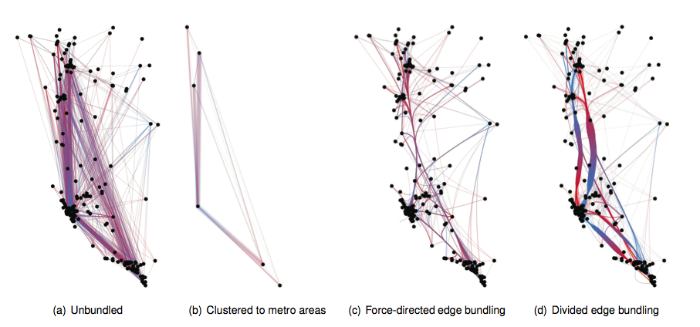 (a) Unbundled
(b) Clustered to metro areas
(c) Force-directed edge bundling
(d) Divided edge bundling